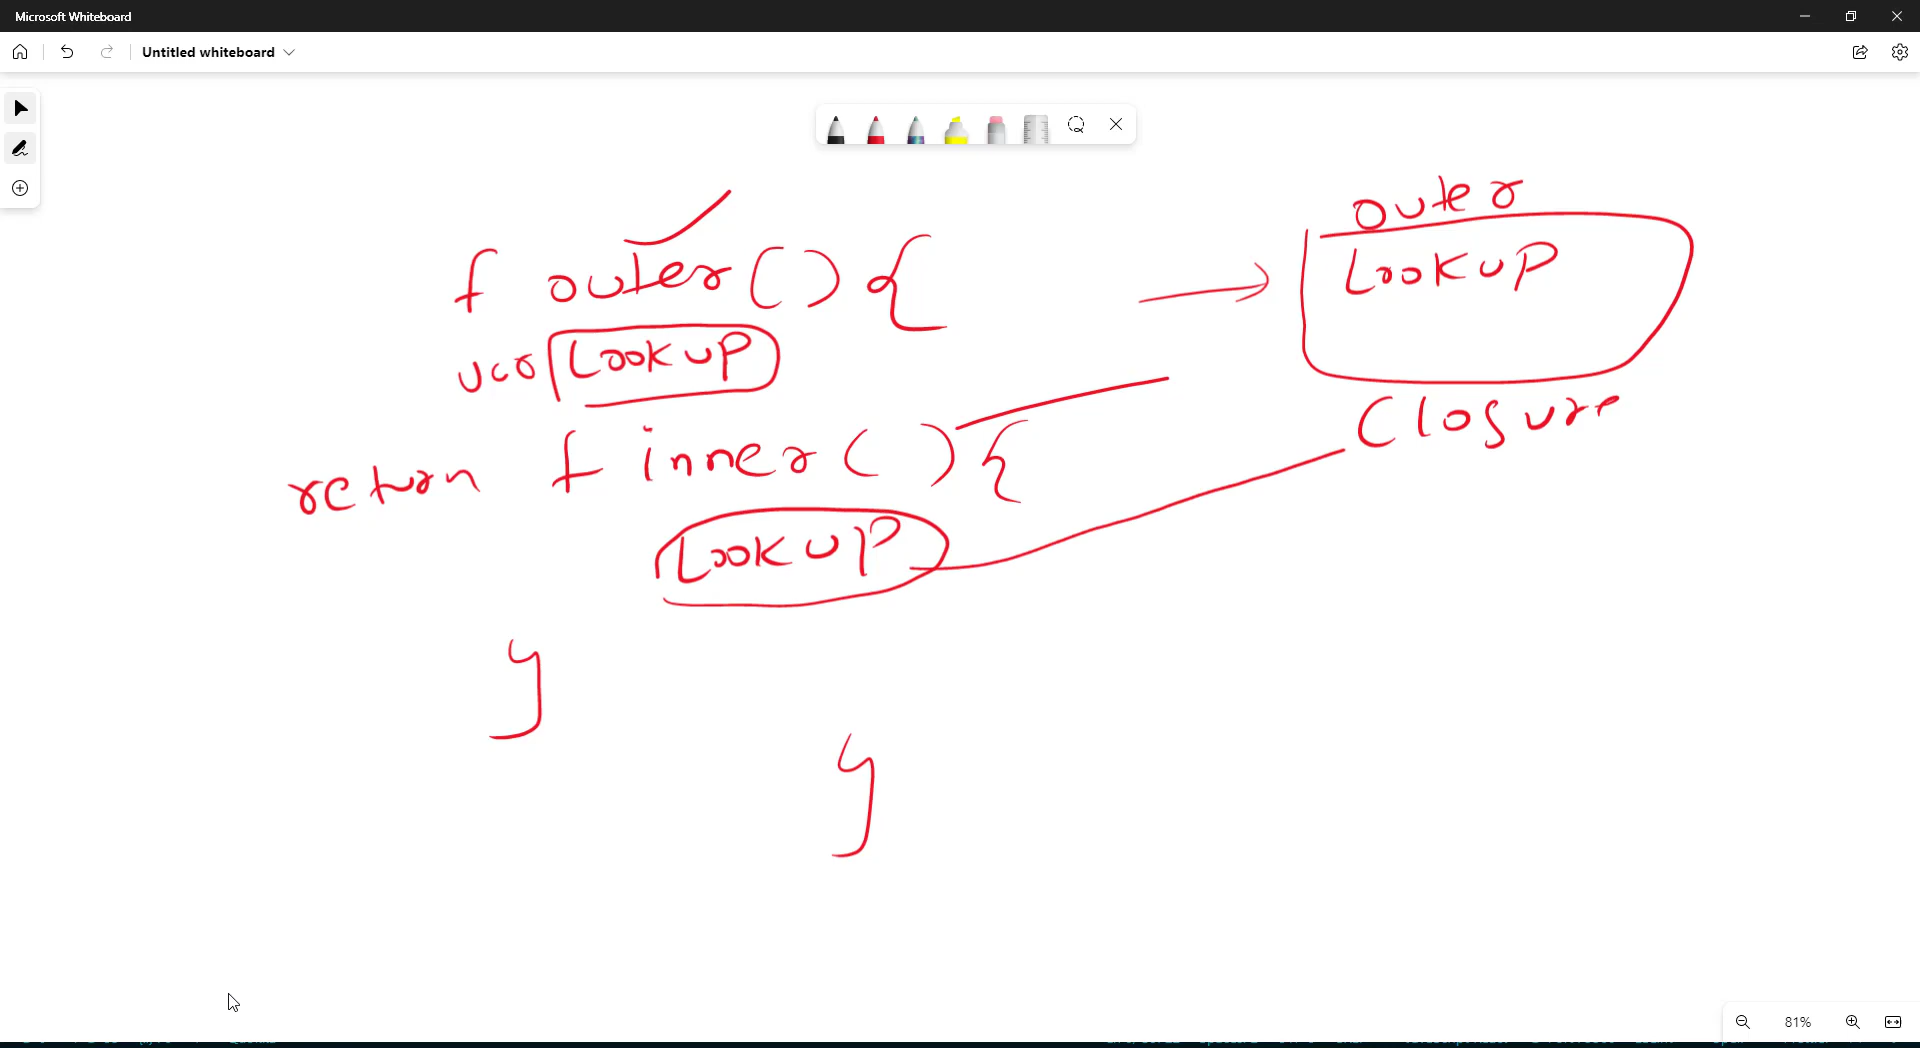 Microsoft Whiteboard
Untitled whiteboard
f outer() {
var Lookup
return f inner() {
Lookup
}
}
outer
Lookup
Closure
81%